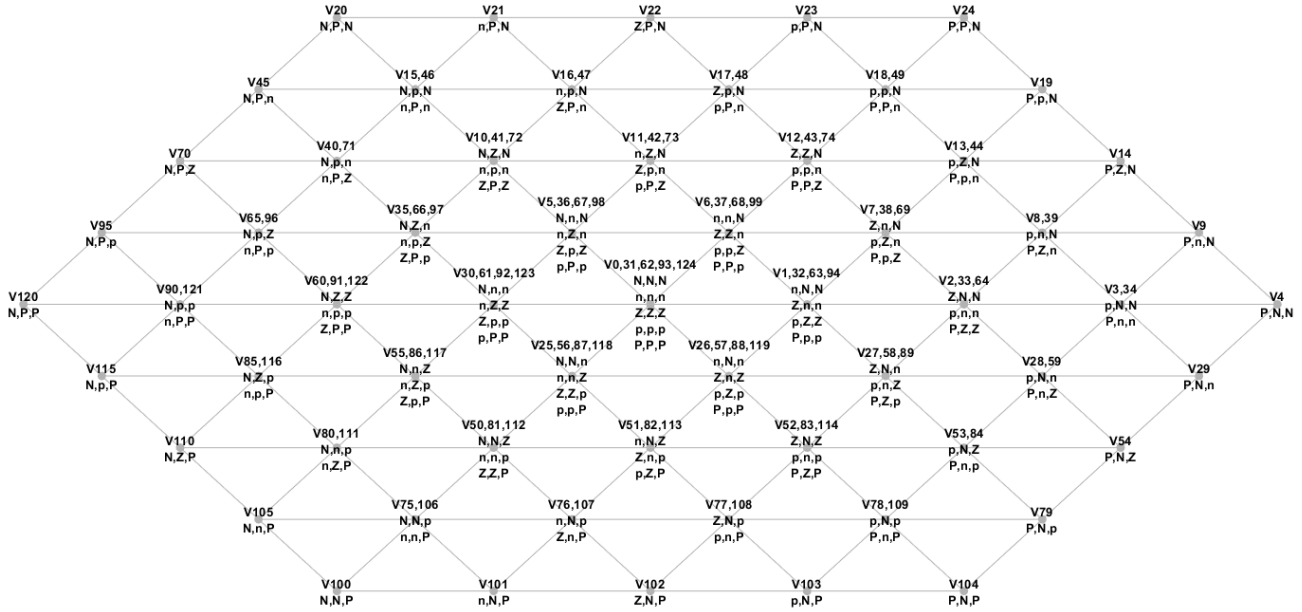 V20
N,P,N
V21
n,P,N
V22
Z,P,N
V23
p,P,N
V24
P,P,N
V45
N,P,n
V15,46
N,p,N
n,P,n
V16,47
n,p,N
Z,P,n
V17,48
Z,p,N
p,P,n
V18,49
p,p,N
P,P,n
V19
P,p,N
V70
N,P,Z
V40,71
N,p,n
n,P,Z
V10,41,72
N,Z,N
n,p,n
Z,P,Z
V11,42,73
n,Z,N
Z,p,n
p,P,Z
V12,43,74
Z,Z,N
p,p,n
P,P,Z
V13,44
p,Z,N
P,p,n
V14
P,Z,N
V95
N,P,p
V65,96
N,p,Z
n,P,p
V35,66,97
N,Z,n
n,p,Z
Z,P,p
V5,36,67,98
N,n,N
n,Z,n
Z,p,Z
p,P,p
V6,37,68,99
n,n,N
Z,Z,n
p,p,Z
P,P,p
V7,38,69
Z,n,N
p,Z,n
P,p,Z
V8,39
p,n,N
P,Z,n
V9
P,n,N
V120
N,P,P
V90,121
N,p,p
n,P,P
V60,91,122
N,Z,Z
n,p,p
Z,P,P
V30,61,92,123
N,n,n
n,Z,Z
Z,p,p
p,P,P
V0,31,62,93,124
N,N,N
n,n,n
Z,Z,Z
p,p,p
P,P,P
V1,32,63,94
n,N,N
Z,n,n
p,Z,Z
P,p,p
V2,33,64
Z,N,N
p,n,n
P,Z,Z
V3,34
p,N,N
P,n,n
V4
P,N,N
V115
N,p,P
V85,116
N,Z,p
n,p,P
V55,86,117
N,n,Z
n,Z,p
Z,p,P
V25,56,87,118
N,N,n
n,n,Z
Z,Z,p
p,p,P
V26,57,88,119
n,N,n
Z,n,Z
p,Z,p
P,p,P
V27,58,89
Z,N,n
p,n,Z
P,Z,p
V28,59
p,N,n
P,n,Z
V29
P,N,n
V110
N,Z,P
V80,111
N,n,p
n,Z,P
V50,81,112
N,N,Z
n,n,p
Z,Z,P
V51,82,113
n,N,Z
Z,n,p
p,Z,P
V52,83,114
Z,N,Z
p,n,p
P,Z,P
V53,84
p,N,Z
P,n,p
V54
P,N,Z
V105
N,n,P
V75,106
N,N,p
n,n,P
V76,107
n,N,p
Z,n,P
V77,108
Z,N,p
p,n,P
V78,109
p,N,p
P,n,P
V79
P,N,p
V100
N,N,P
V101
n,N,P
V102
Z,N,P
V103
p,N,P
V104
P,N,P